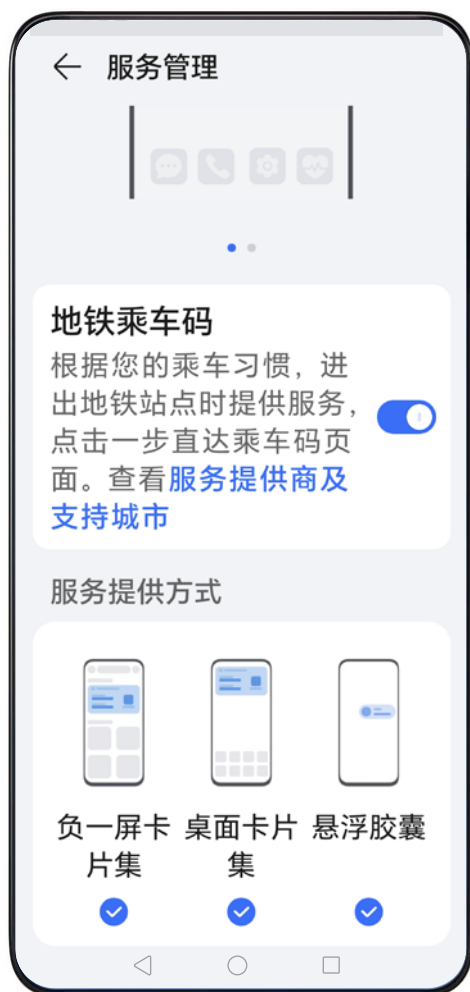 服务管理
地铁乘车码
根据您的乘车习惯，进
出地铁站点时提供服务，
点击一步直达乘车码页
面。查看服务提供商及
支持城市
服务提供方式
负一屏卡
片集
桌面卡片
集
悬浮胶囊